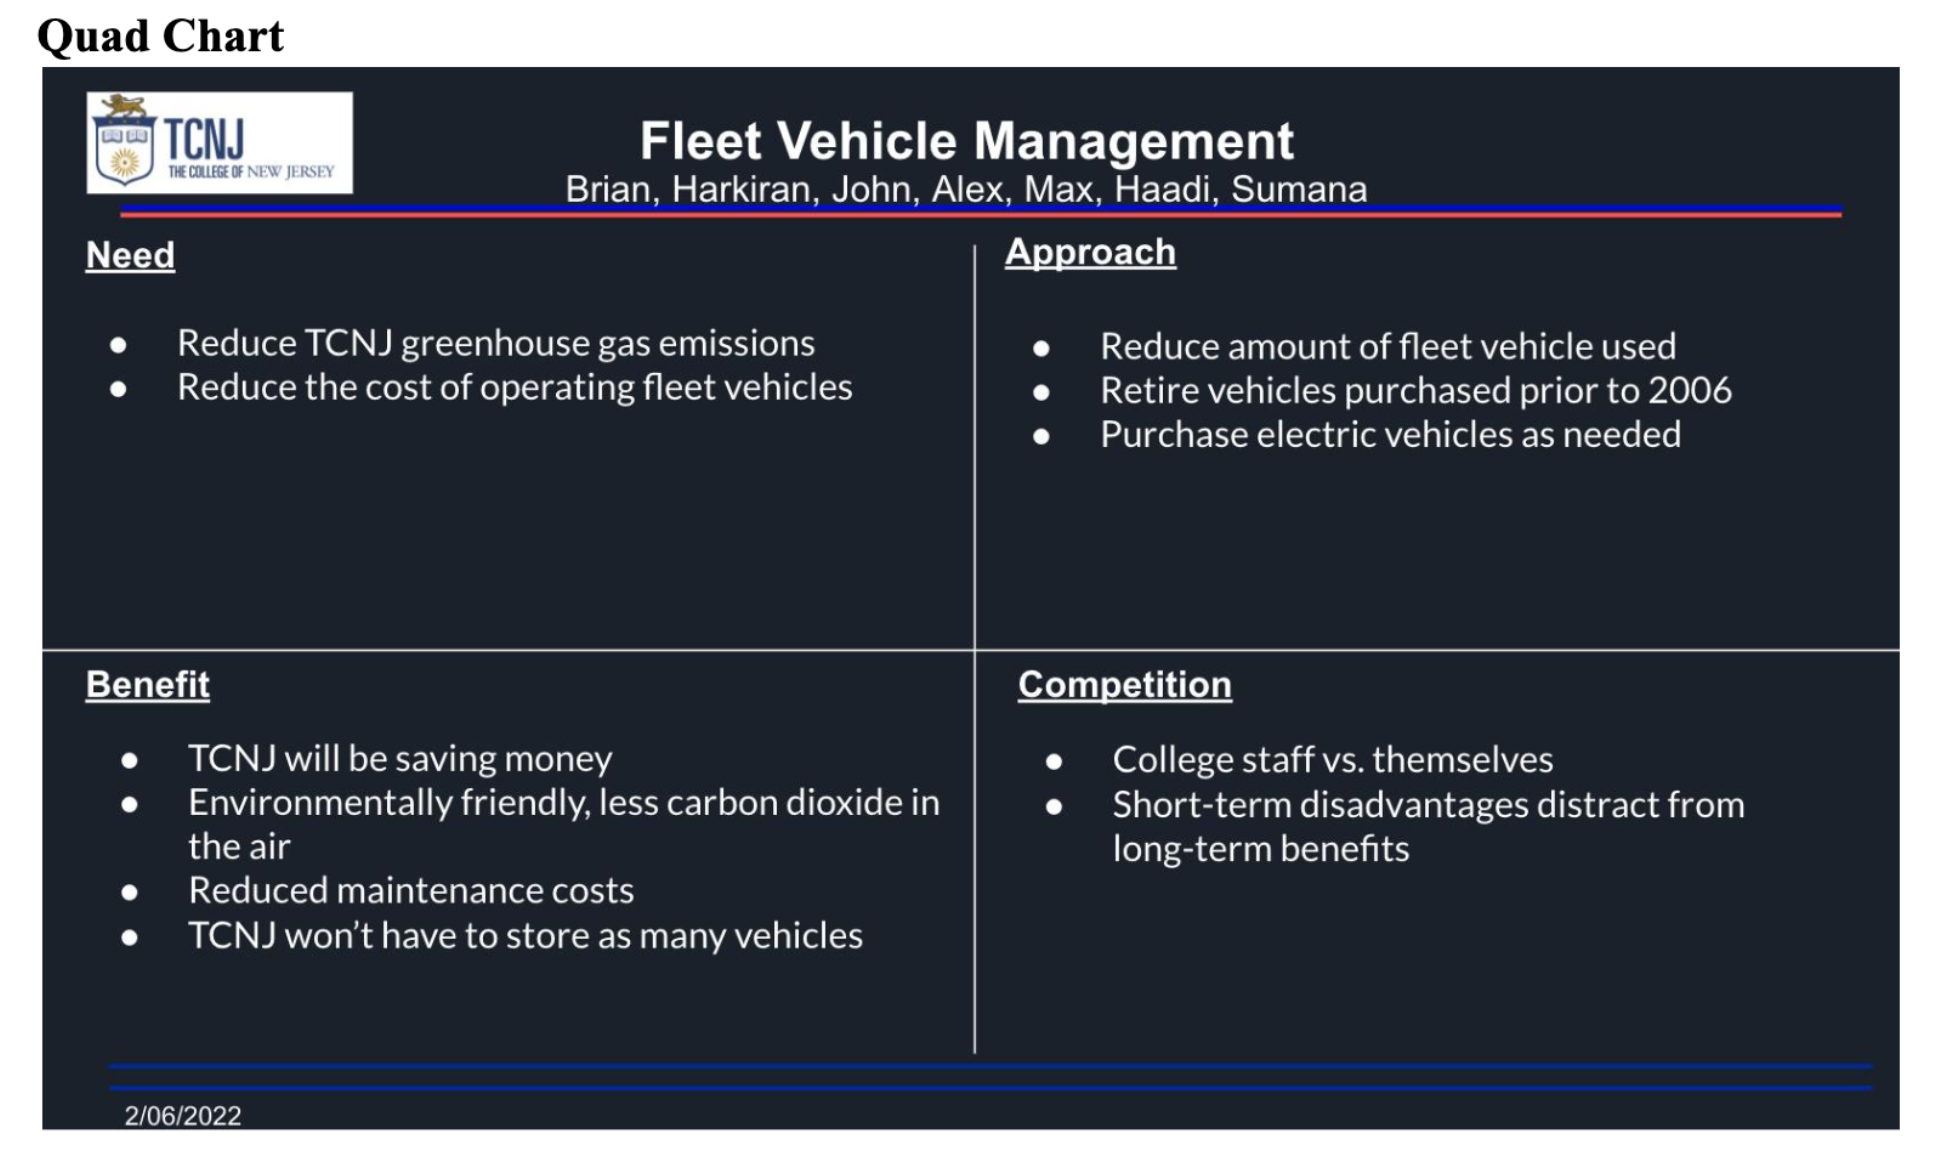 Quad Chart
TCNJ
THE COLLEGE OF NEW JERSEY
Fleet Vehicle Management
Brian, Harkiran, John, Alex, Max, Haadi, Sumana
Need
● Reduce TCNJ greenhouse gas emissions
● Reduce the cost of operating fleet vehicles
Approach
● Reduce amount of fleet vehicle used
● Retire vehicles purchased prior to 2006
● Purchase electric vehicles as needed
Benefit
● TCNJ will be saving money
● Environmentally friendly, less carbon dioxide in
the air
● Reduced maintenance costs
● TCNJ won’t have to store as many vehicles
Competition
● College staff vs. themselves
● Short-term disadvantages distract from
long-term benefits
2/06/2022